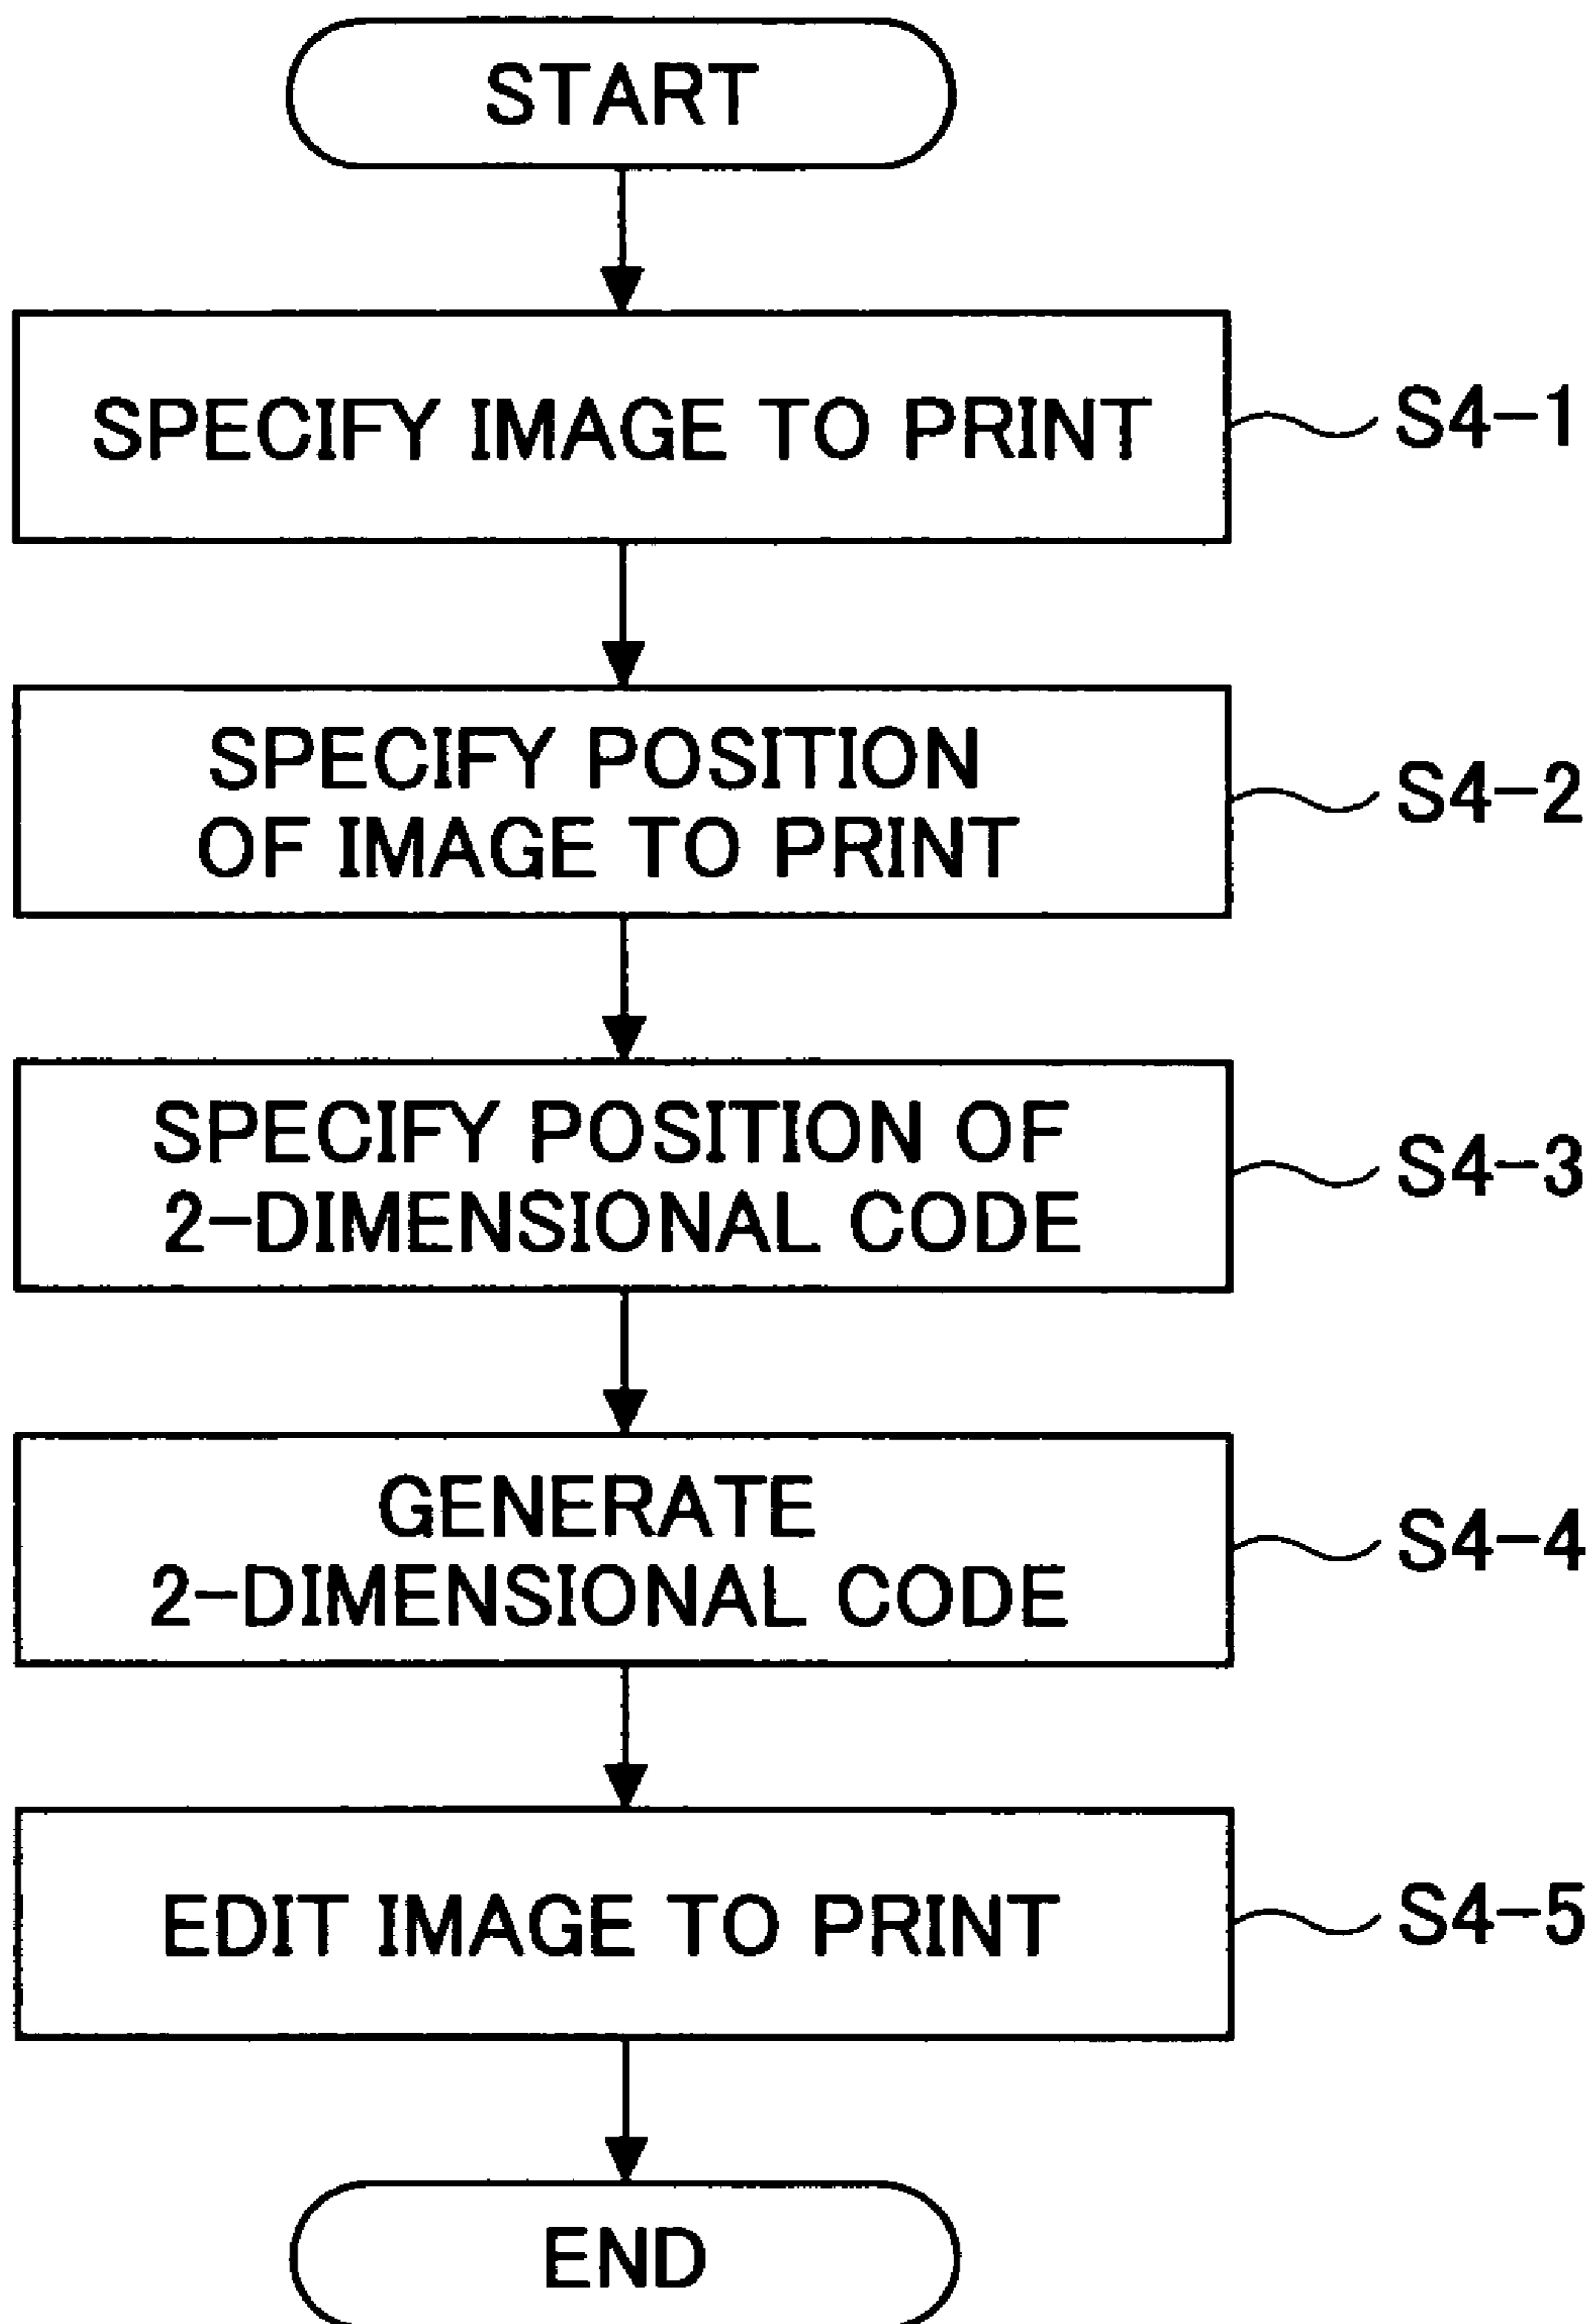 START
SPECIFY IMAGE TO PRINT
S4-1
SPECIFY POSITION
OF IMAGE TO PRINT
S4-2
SPECIFY POSITION OF
2-DIMENSIONAL CODE
S4-3
GENERATE
2-DIMENSIONAL CODE
S4-4
EDIT IMAGE TO PRINT
S4-5
END